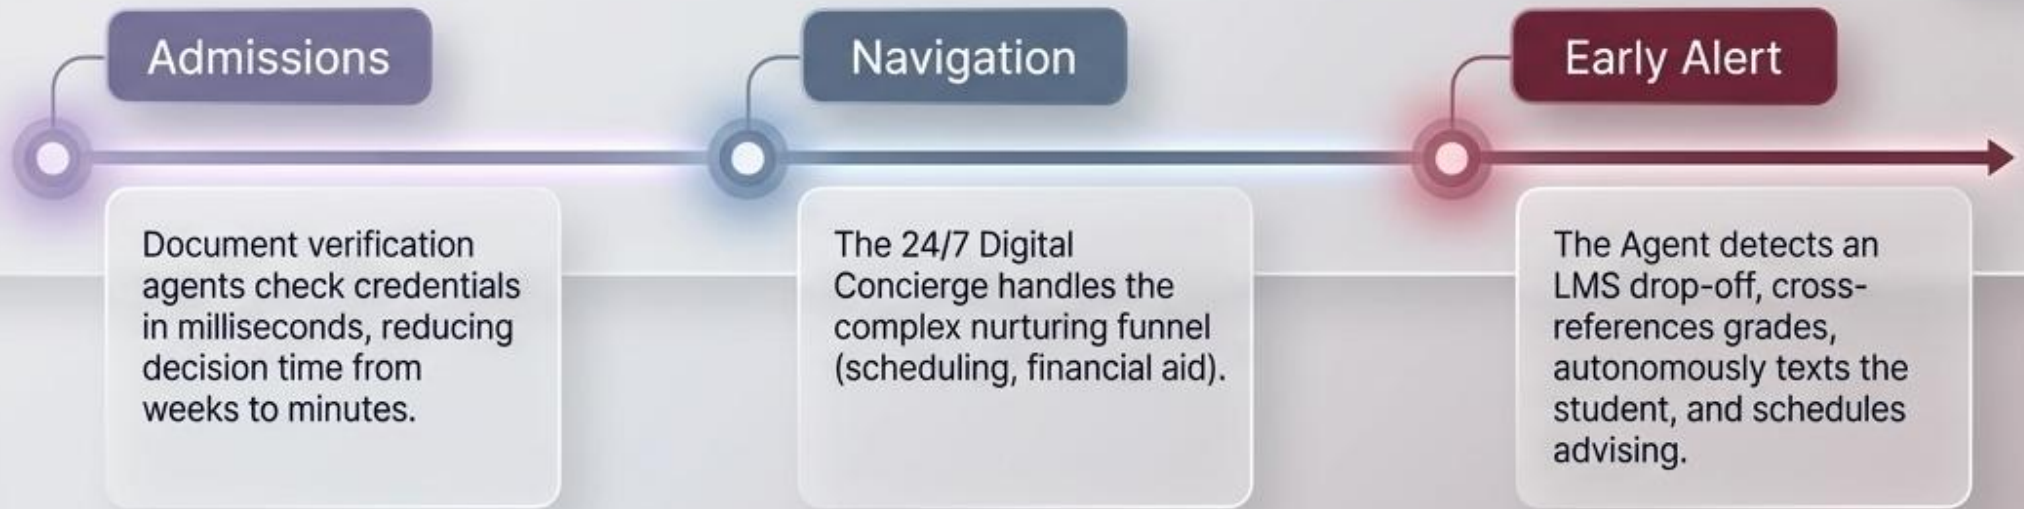 Admissions
Document verification
agents check credentials
in milliseconds, reducing
decision time from
weeks to minutes.
Navigation
The 24/7 Digital
Concierge handles the
complex nurturing funnel
(scheduling, financial aid).
Early Alert
The Agent detects an
LMS drop-off, cross-
references grades,
autonomously texts the
student, and schedules
advising.